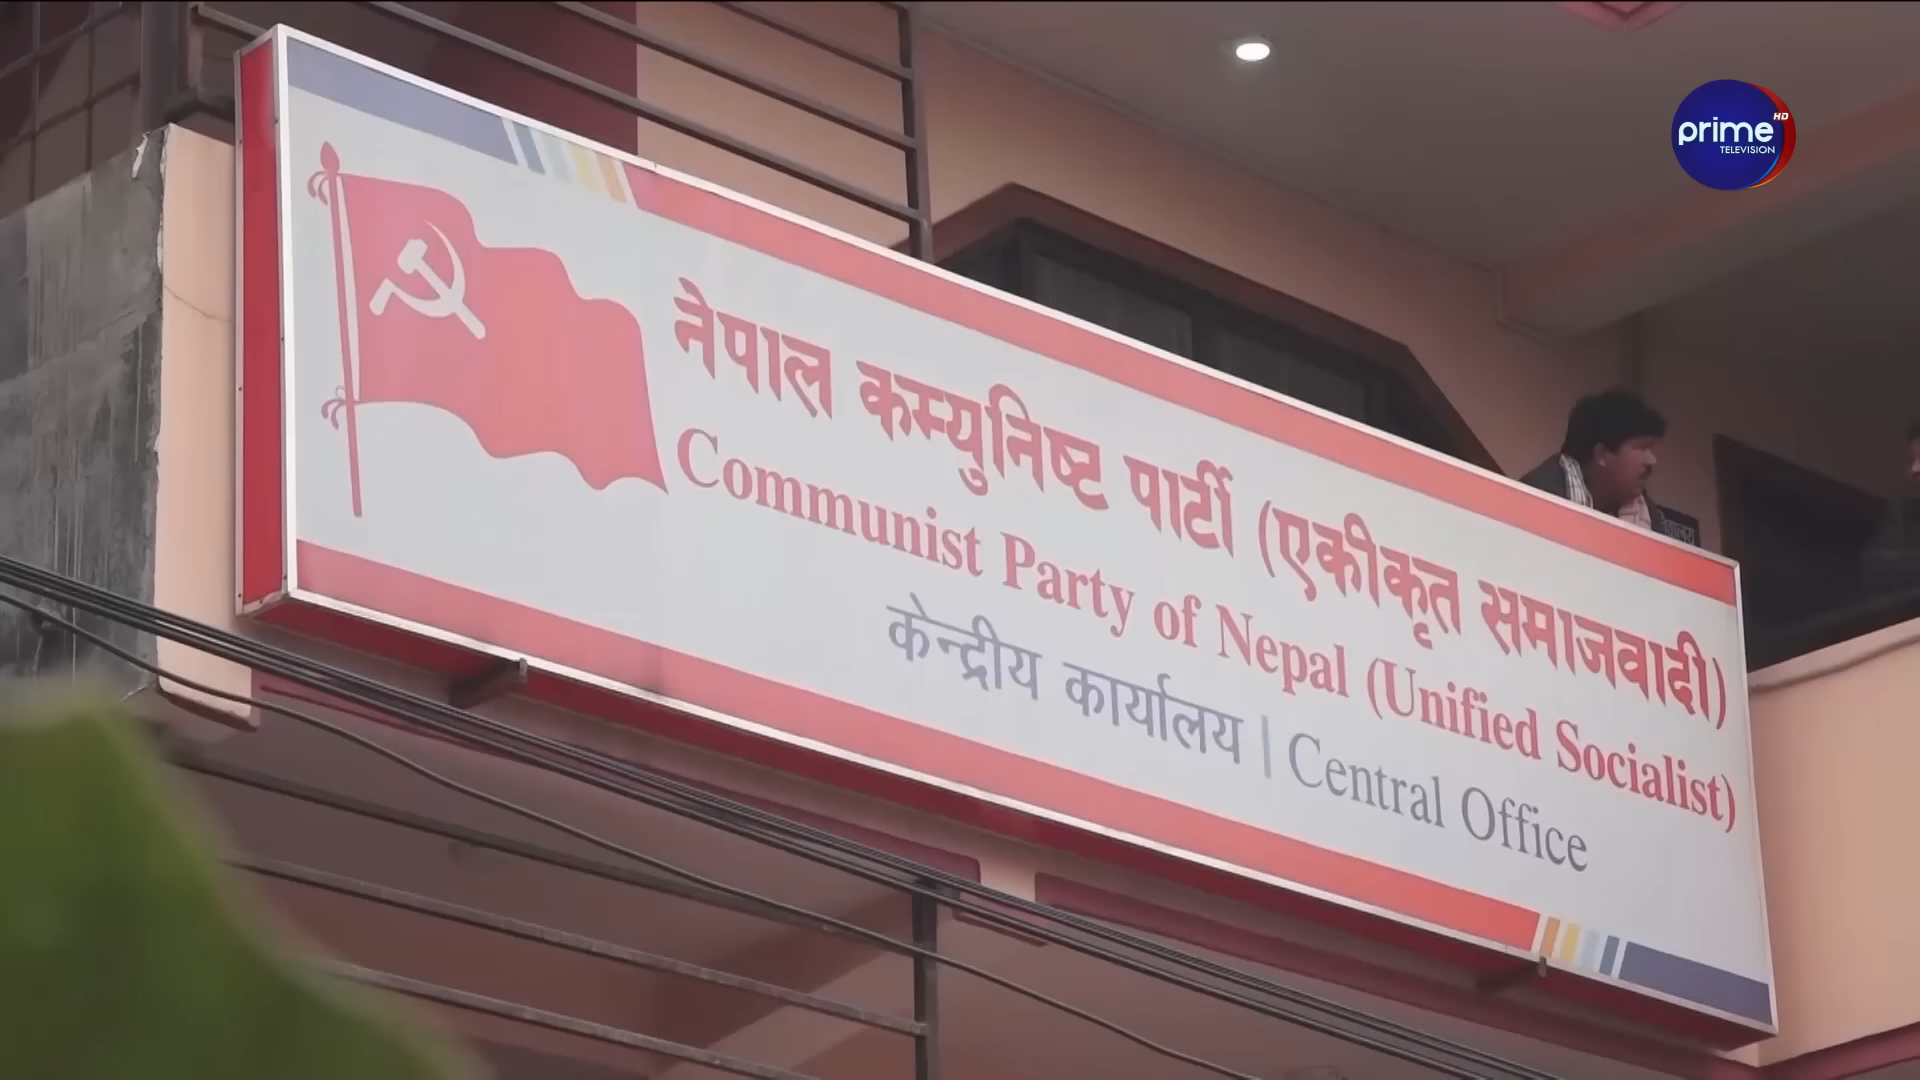 prime HD
TELEVISION
नेपाल कम्युनिष्ट पार्टी (एकीकृत समाजवादी)
Communist Party of Nepal (Unified Socialist)
केन्द्रीय कार्यालय | Central Office